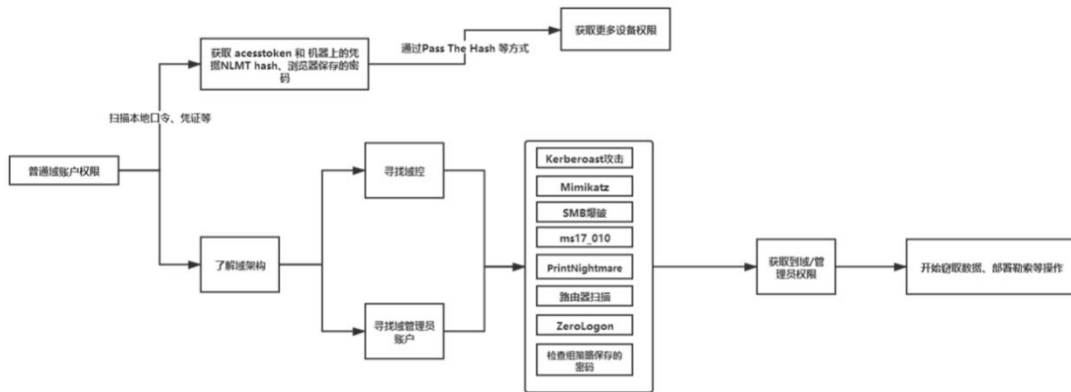 获取更多设备权限
获取 acesstoken 和 机器上的凭
据NLMT hash、浏览器保存的密
码
通过Pass The Hash 等方式
扫描本地口令、凭证等
普通域账户权限
了解域架构
寻找域控
寻找域管理员
账户
Kerberoast攻击
Mimikatz
SMB爆破
ms17_010
PrintNightmare
路由器扫描
ZeroLogon
检查组策略保存的
密码
获取到域/管
理员权限
开始窃取数据、部署勒索等操作